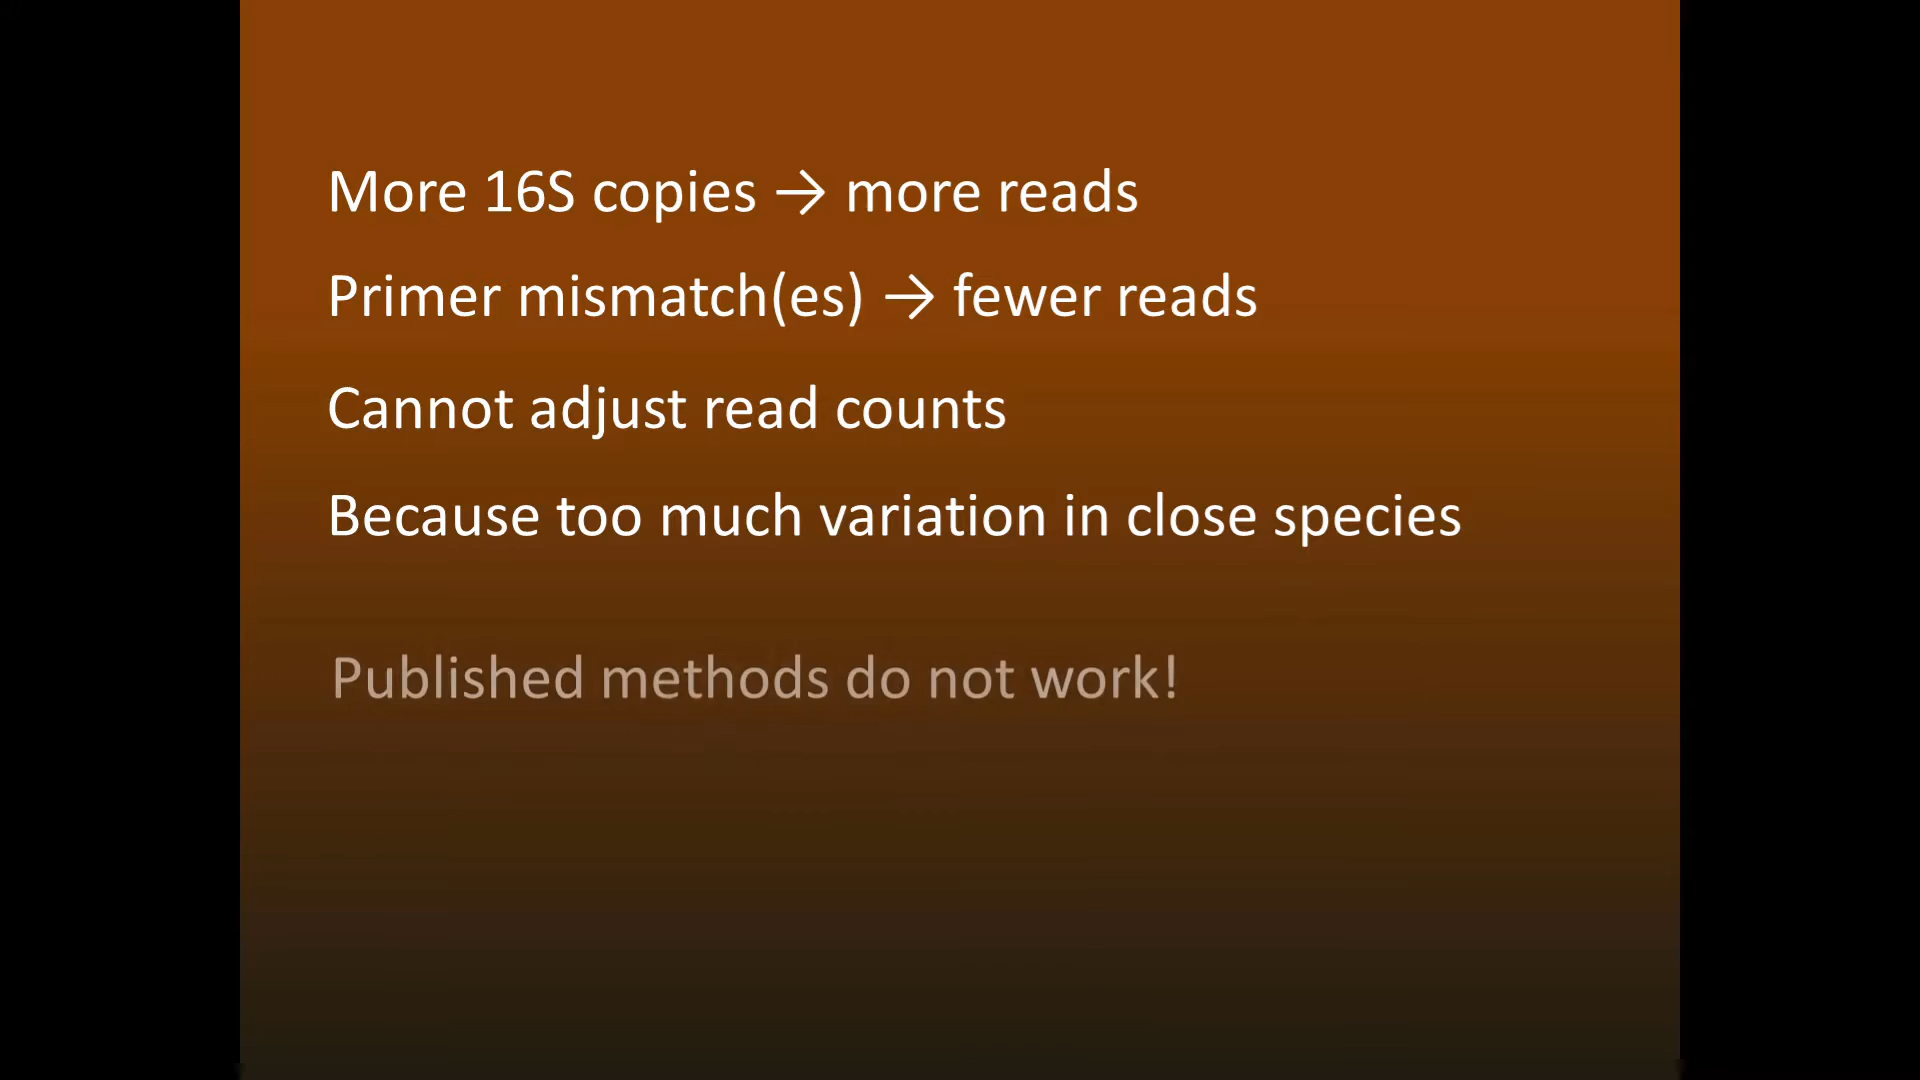 More 16S copies → more reads
Primer mismatch(es) → fewer reads
Cannot adjust read counts
Because too much variation in close species
Published methods do not work!